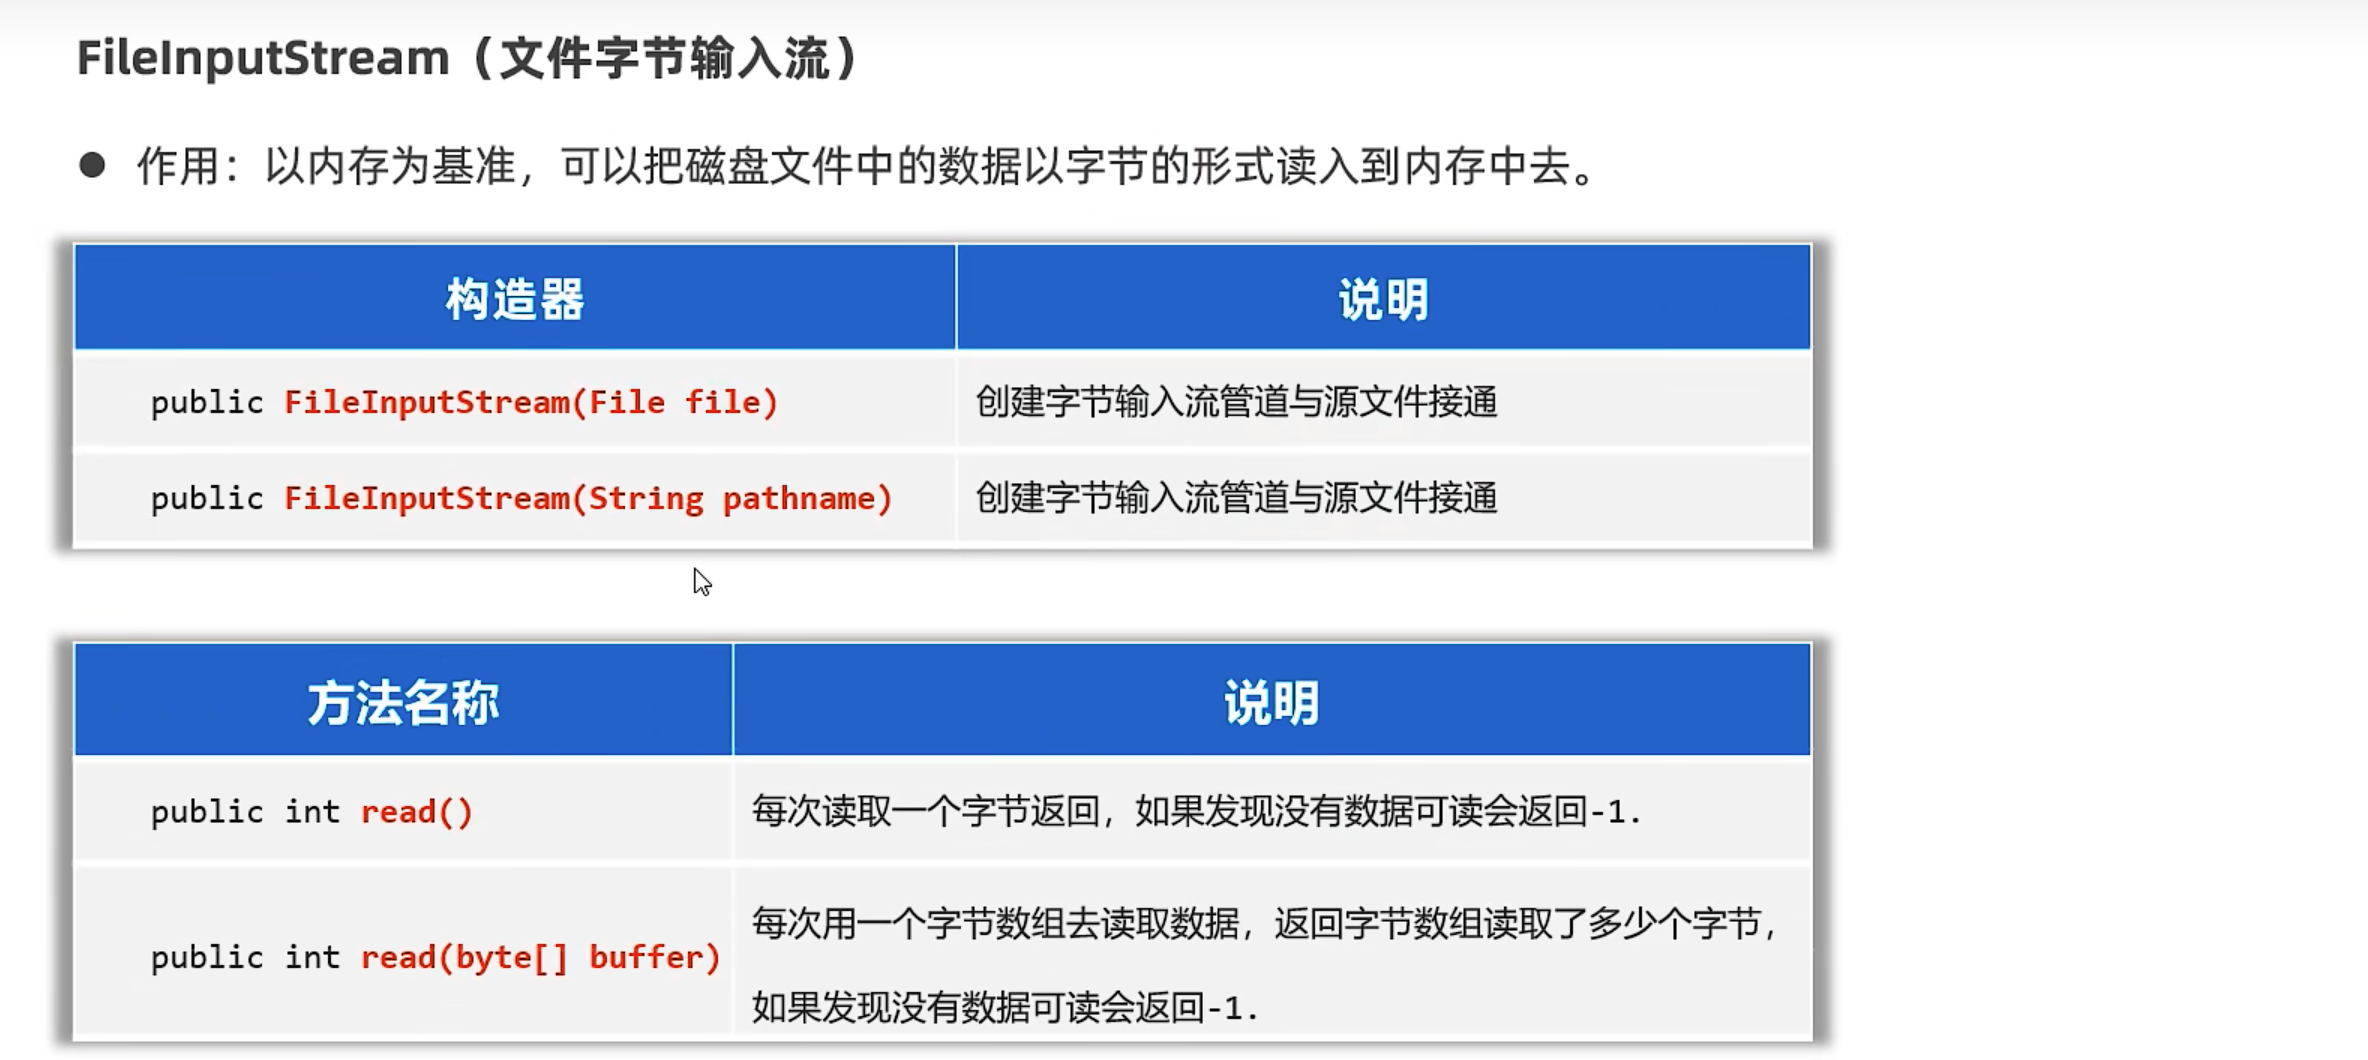 FileInputStream（文件字节输入流）
● 作用：以内存为基准，可以把磁盘文件中的数据以字节的形式读入到内存中去。
构造器 说明
public FileInputStream(File file) 创建字节输入流管道与源文件接通
public FileInputStream(String pathname) 创建字节输入流管道与源文件接通
方法名称 说明
public int read() 每次读取一个字节返回，如果发现没有数据可读会返回-1.
public int read(byte[] buffer) 每次用一个字节数组去读取数据，返回字节数组读取了多少个字节，
如果发现没有数据可读会返回-1.